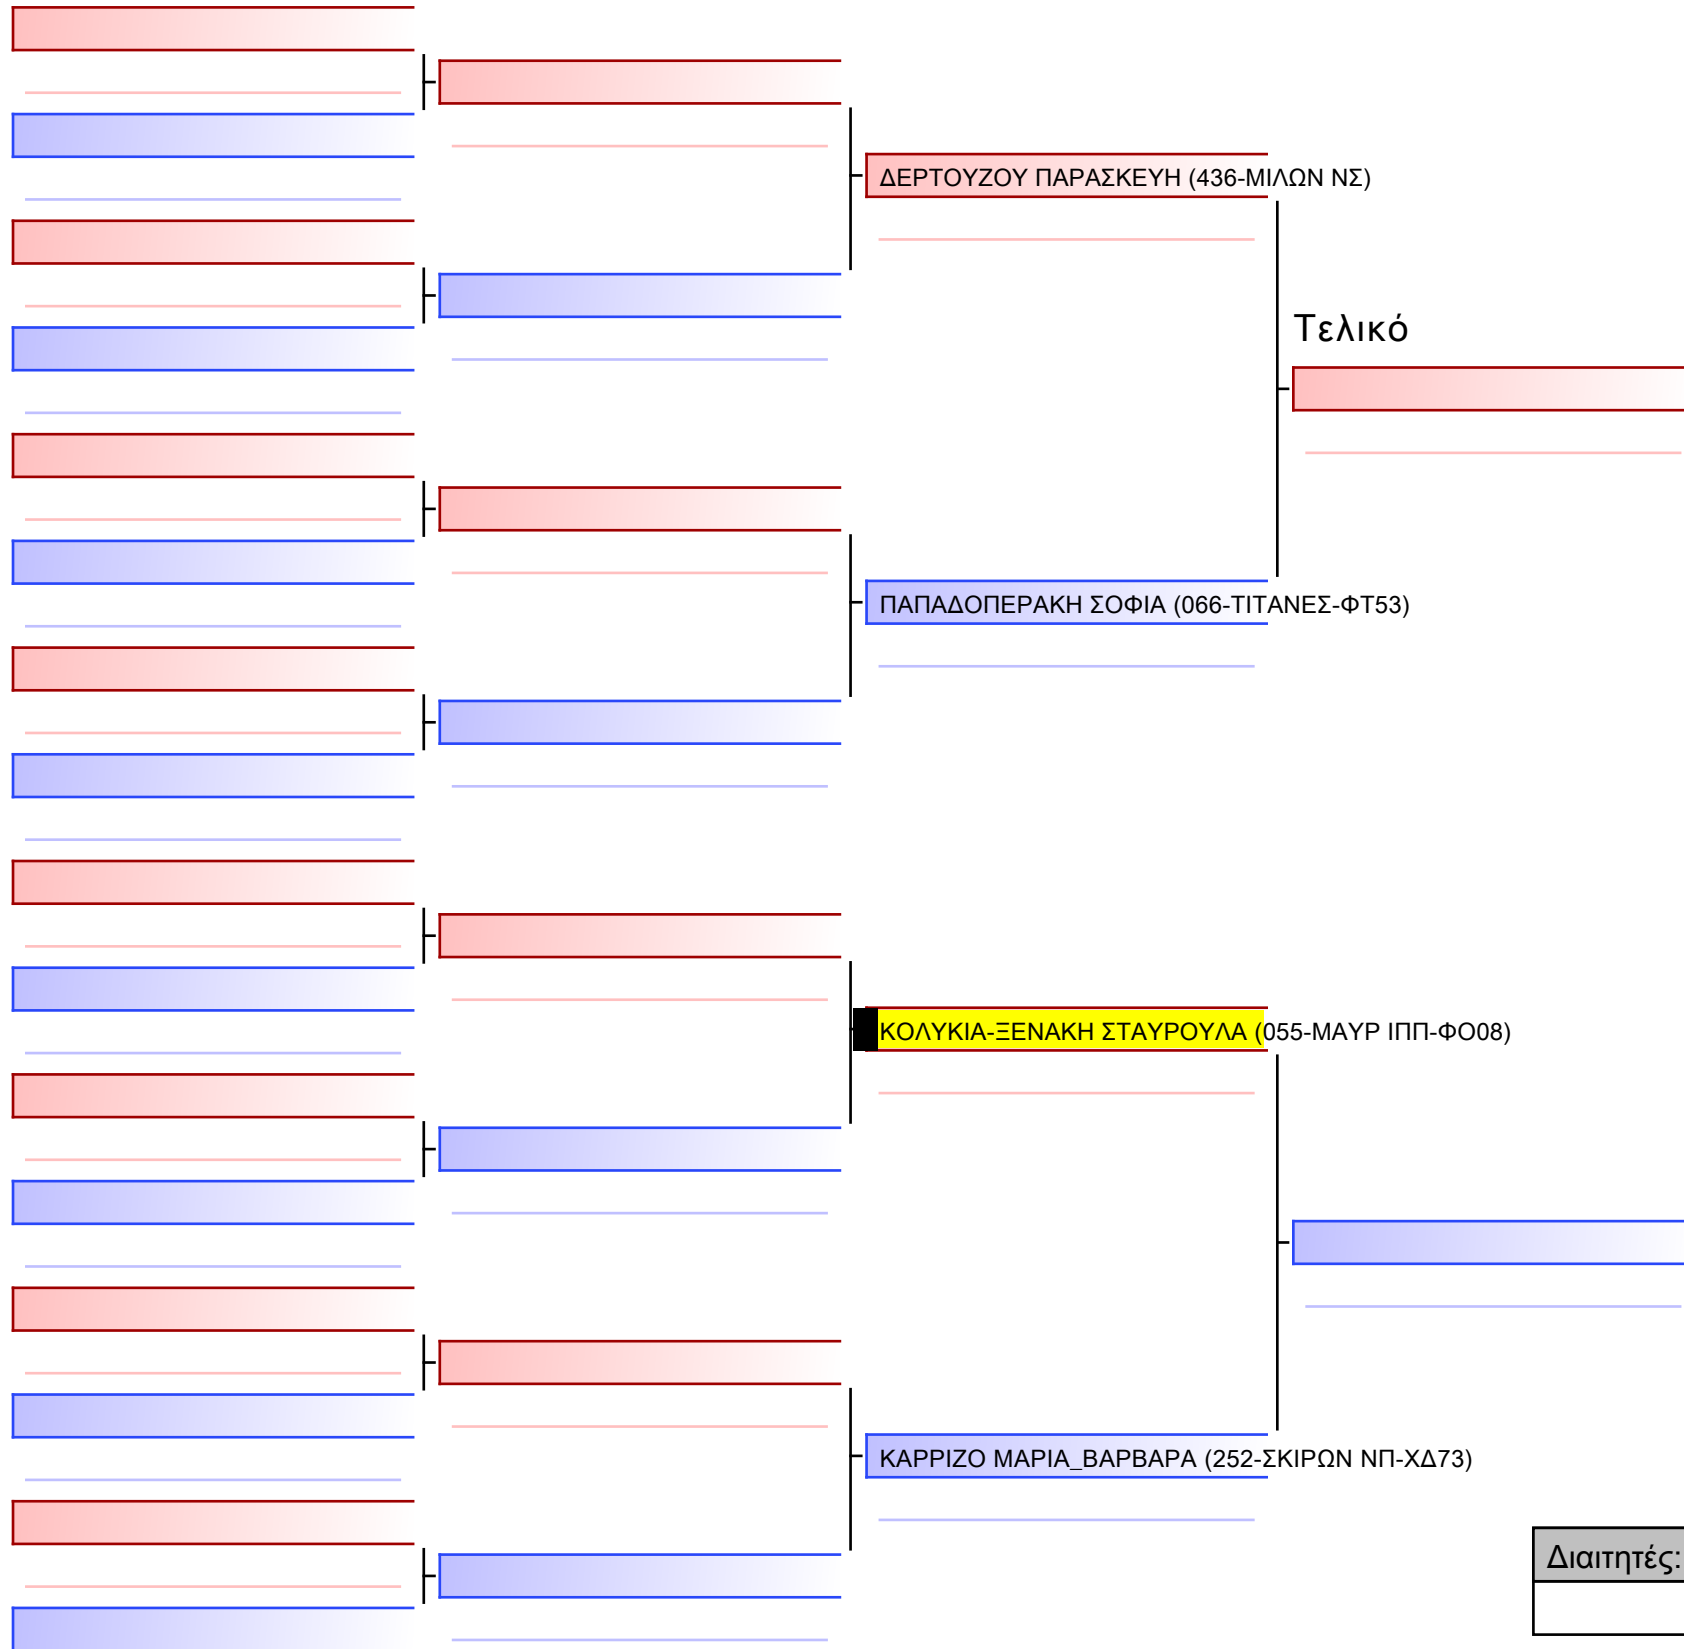 ΔΕΡΤΟΥΖΟΥ ΠΑΡΑΣΚΕΥΗ (436-ΜΙΛΩΝ ΝΣ)
Τελικό
ΠΑΠΑΔΟΠΕΡΑΚΗ ΣΟΦΙΑ (066-ΤΙΤΑΝΕΣ-ΦΤ53)
ΚΟΛΥΚΙΑ-ΞΕΝΑΚΗ ΣΤΑΥΡΟΥΛΑ (055-ΜΑΥΡ ΙΠΠ-ΦΟ08)
ΚΑΡΡΙΖΟ ΜΑΡΙΑ_ΒΑΡΒΑΡΑ (252-ΣΚΙΡΩΝ ΝΠ-ΧΔ73)
Διαιτητές: